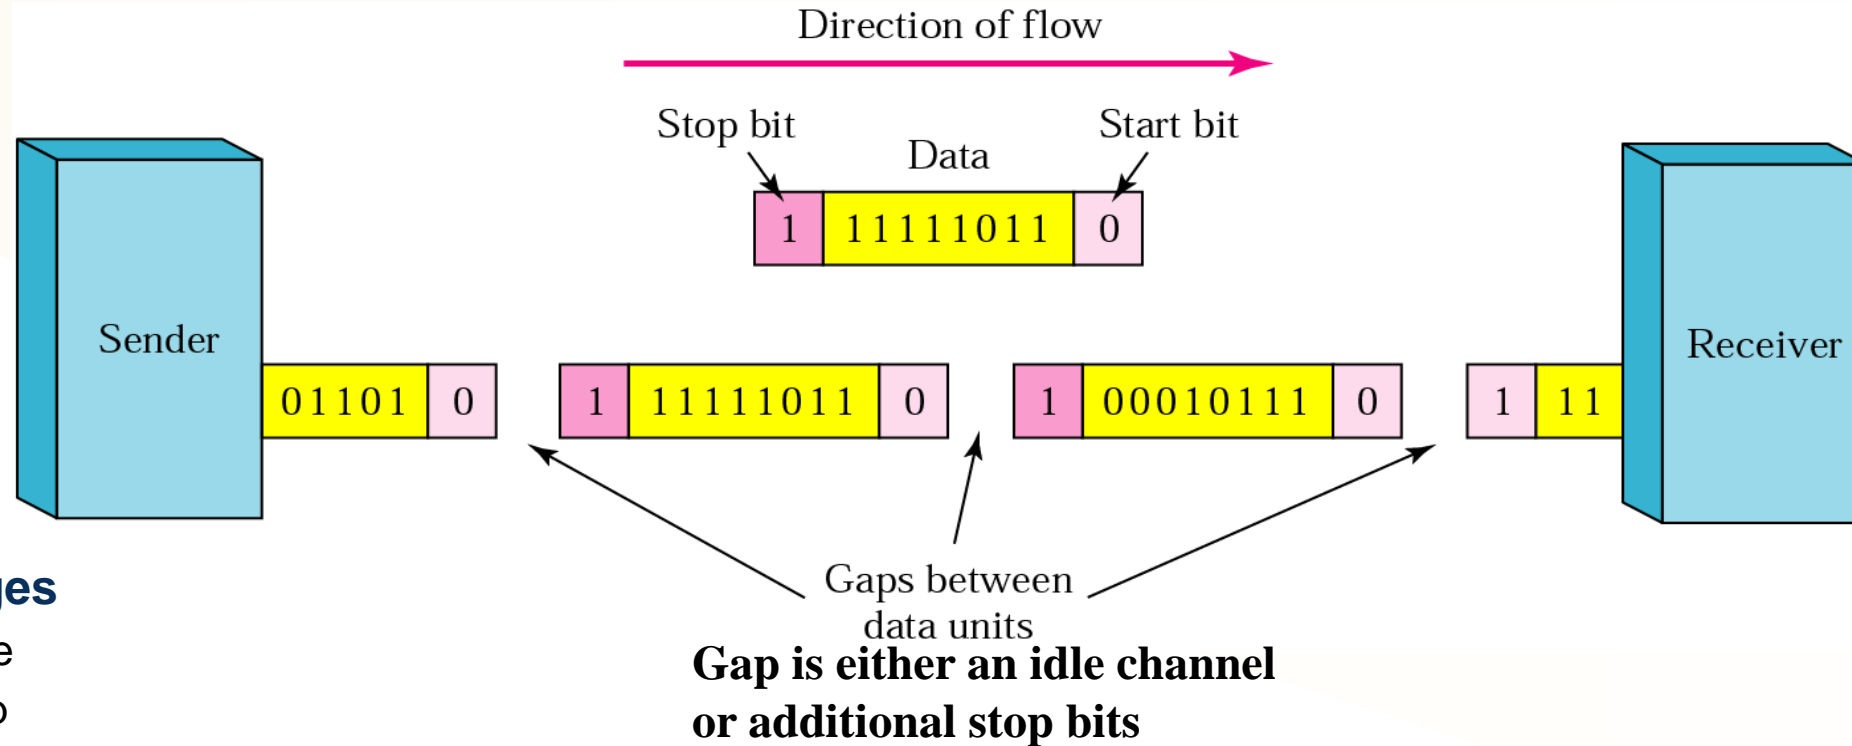 Direction of flow
Stop bit
Start bit
Data
1 11111011 0
Sender
01101 0 1 11111011 0 1 00010111 0 1 11
Receiver
Gaps between
data units
Gap is either an idle channel
or additional stop bits